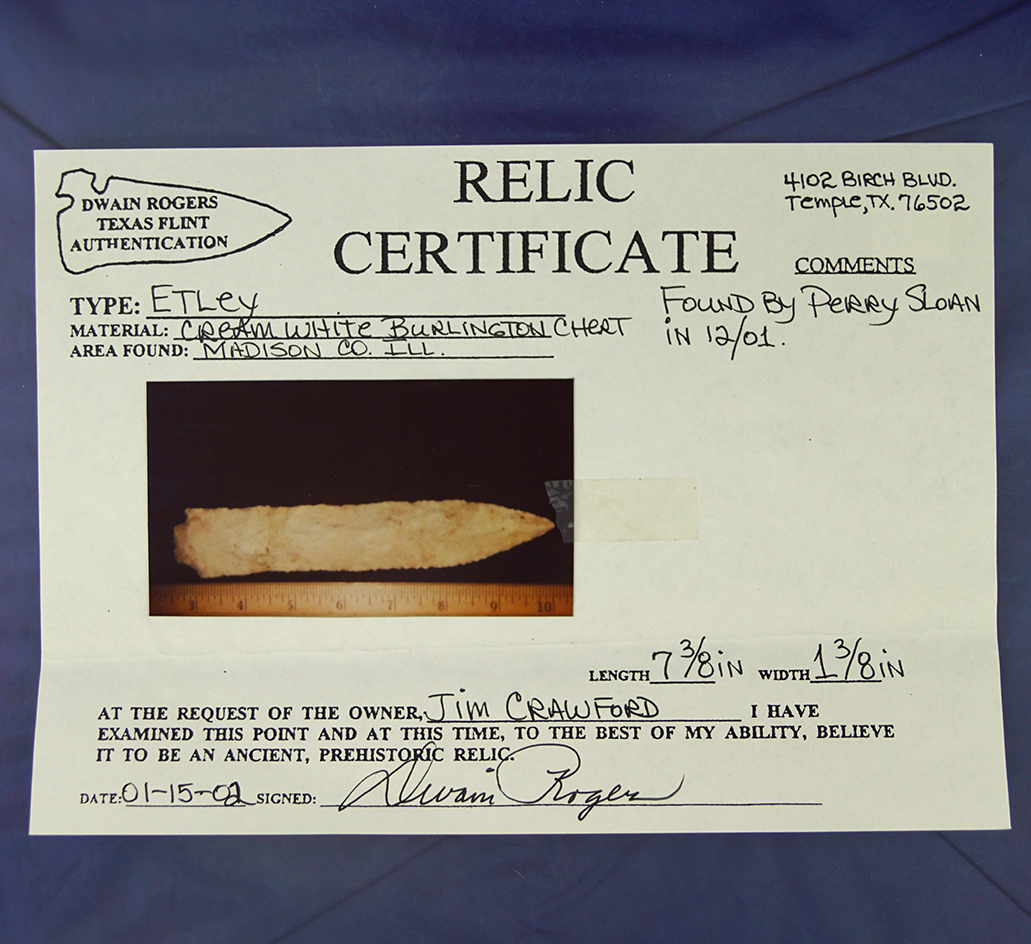 DWAIN ROGERS
TEXAS FLINT
AUTHENTICATION
RELIC
CERTIFICATE
4102 BIRCH BLVD.
TEMPLE, TX. 76502
COMMENTS
FOUND BY PERRY SLOAN
IN 12/01.
TYPE: ETLEY
MATERIAL: CREAM WHITE BURLINGTON CHERT
AREA FOUND: MADISON CO. ILL.
3 4 5 6 7 8 9 10
LENGTH 7 3/8 IN WIDTH 1 3/8 IN
AT THE REQUEST OF THE OWNER, JIM CRAWFORD I HAVE
EXAMINED THIS POINT AND AT THIS TIME, TO THE BEST OF MY ABILITY, BELIEVE
IT TO BE AN ANCIENT, PREHISTORIC RELIC.
DATE: 01-15-02 SIGNED: Dwain Rogers